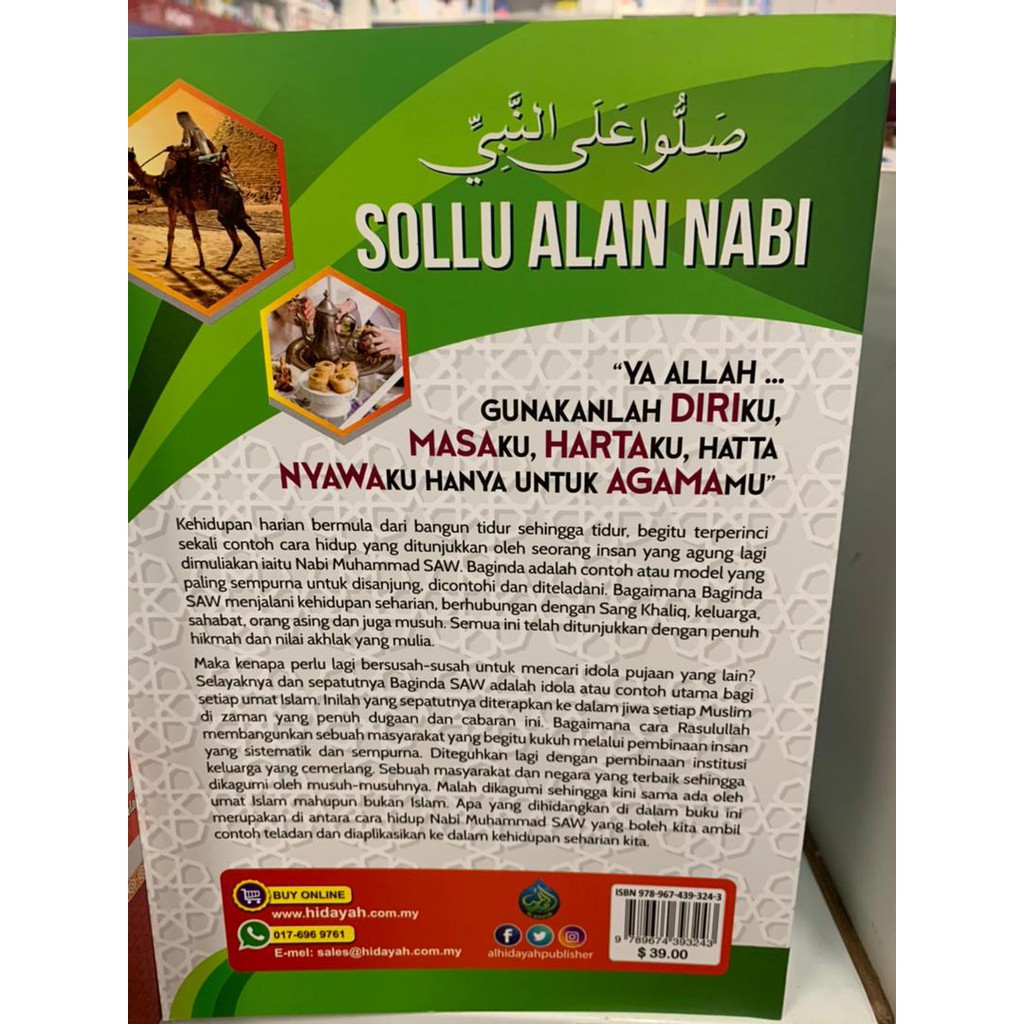 صَلُّوا عَلَى النَّبِيِّ
SOLLU ALAN NABI
“YA ALLAH ...
GUNAKANLAH DIRIKU,
MASAKU, HARTAKU, HATTA
NYAWAKU HANYA UNTUK AGAMAMU”
Kehidupan harian bermula dari bangun tidur sehingga tidur, begitu terperinci
sekali contoh cara hidup yang ditunjukkan oleh seorang insan yang agung lagi
dimuliakan iaitu Nabi Muhammad SAW. Baginda adalah contoh atau model yang
paling sempurna untuk disanjung, dicontohi dan diteladani. Bagaimana Baginda
SAW menjalani kehidupan seharian, berhubungan dengan Sang Khaliq, keluarga,
sahabat, orang asing dan juga musuh. Semua ini telah ditunjukkan dengan penuh
hikmah dan nilai akhlak yang mulia.
Maka kenapa perlu lagi bersusah-susah untuk mencari idola pujaan yang lain?
Selayaknya dan sepatutnya Baginda SAW adalah idola atau contoh utama bagi
setiap umat Islam. Inilah yang sepatutnya diterapkan ke dalam jiwa setiap Muslim
di zaman yang penuh dugaan dan cabaran ini. Bagaimana cara Rasulullah
membangunkan sebuah masyarakat yang begitu kukuh melalui pembinaan insan
yang sistematik dan sempurna. Diteguhkan lagi dengan pembinaan institusi
keluarga yang cemerlang. Sebuah masyarakat dan negara yang terbaik sehingga
dikagumi oleh musuh-musuhnya. Malah dikagumi sehingga kini sama ada oleh
umat Islam mahupun bukan Islam. Apa yang dihidangkan di dalam buku ini
merupakan di antara cara hidup Nabi Muhammad SAW yang boleh kita ambil
contoh teladan dan diaplikasikan ke dalam kehidupan seharian kita.
BUY ONLINE
www.hidayah.com.my
017-696 9761
E-mel: sales@hidayah.com.my
alhidayahpublisher
ISBN 978-967-439-324-3
9 789674 393243
$ 39.00